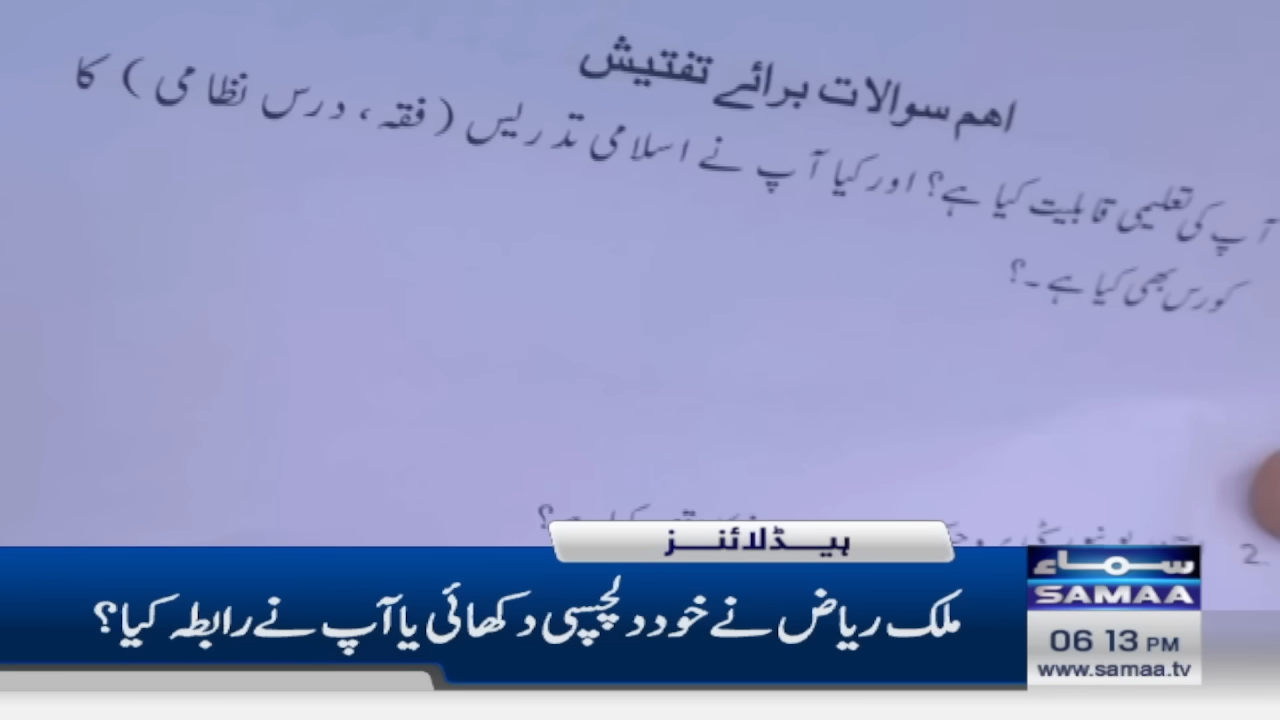 اهم سوالات برائے تفتیش
آپ کی تعلیمی قابلیت کیا ہے؟ اور کیا آپ نے اسلامی تدریس ( فقہ ، درس نظامی ) کا
کورس بھی کیا ہے ۔؟
2.
ہیڈلائنز
ملک ریاض نے خود دلچسپی دکھائی یا آپ نے رابطہ کیا؟
سماء
SAMAA
06 13 PM
www.samaa.tv